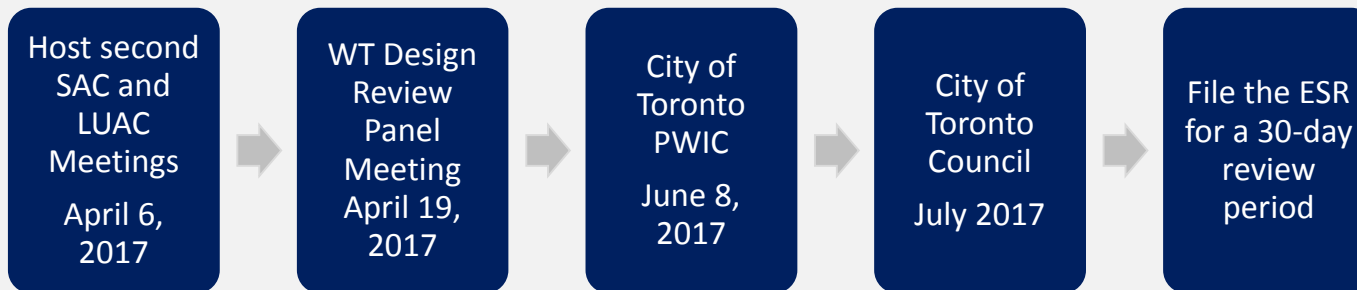 Host second
SAC and
LUAC
Meetings
April 6,
2017
WT Design
Review
Panel
Meeting
April 19,
2017
City of
Toronto
PWIC
June 8,
2017
City of
Toronto
Council
July 2017
File the ESR
for a 30-day
review
period